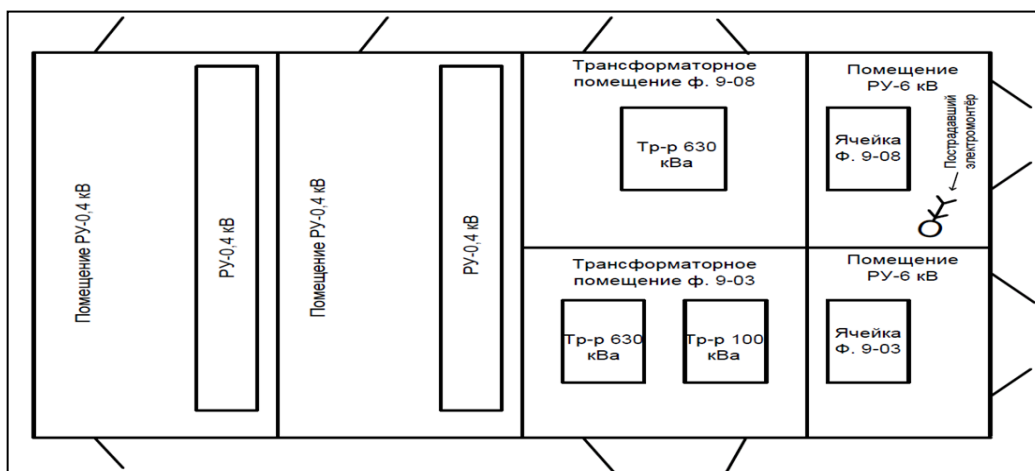 Помещение РУ-0,4 кВ
РУ-0,4 кВ
Помещение РУ-0,4 кВ
РУ-0,4 кВ
Трансформаторное
помещение ф. 9-08
Тр-р 630
кВа
Помещение
РУ-6 кВ
Ячейка
Ф. 9-08
Пострадавший
электромонтёр
Трансформаторное
помещение ф. 9-03
Тр-р 630
кВа
Тр-р 100
кВа
Помещение
РУ-6 кВ
Ячейка
Ф. 9-03